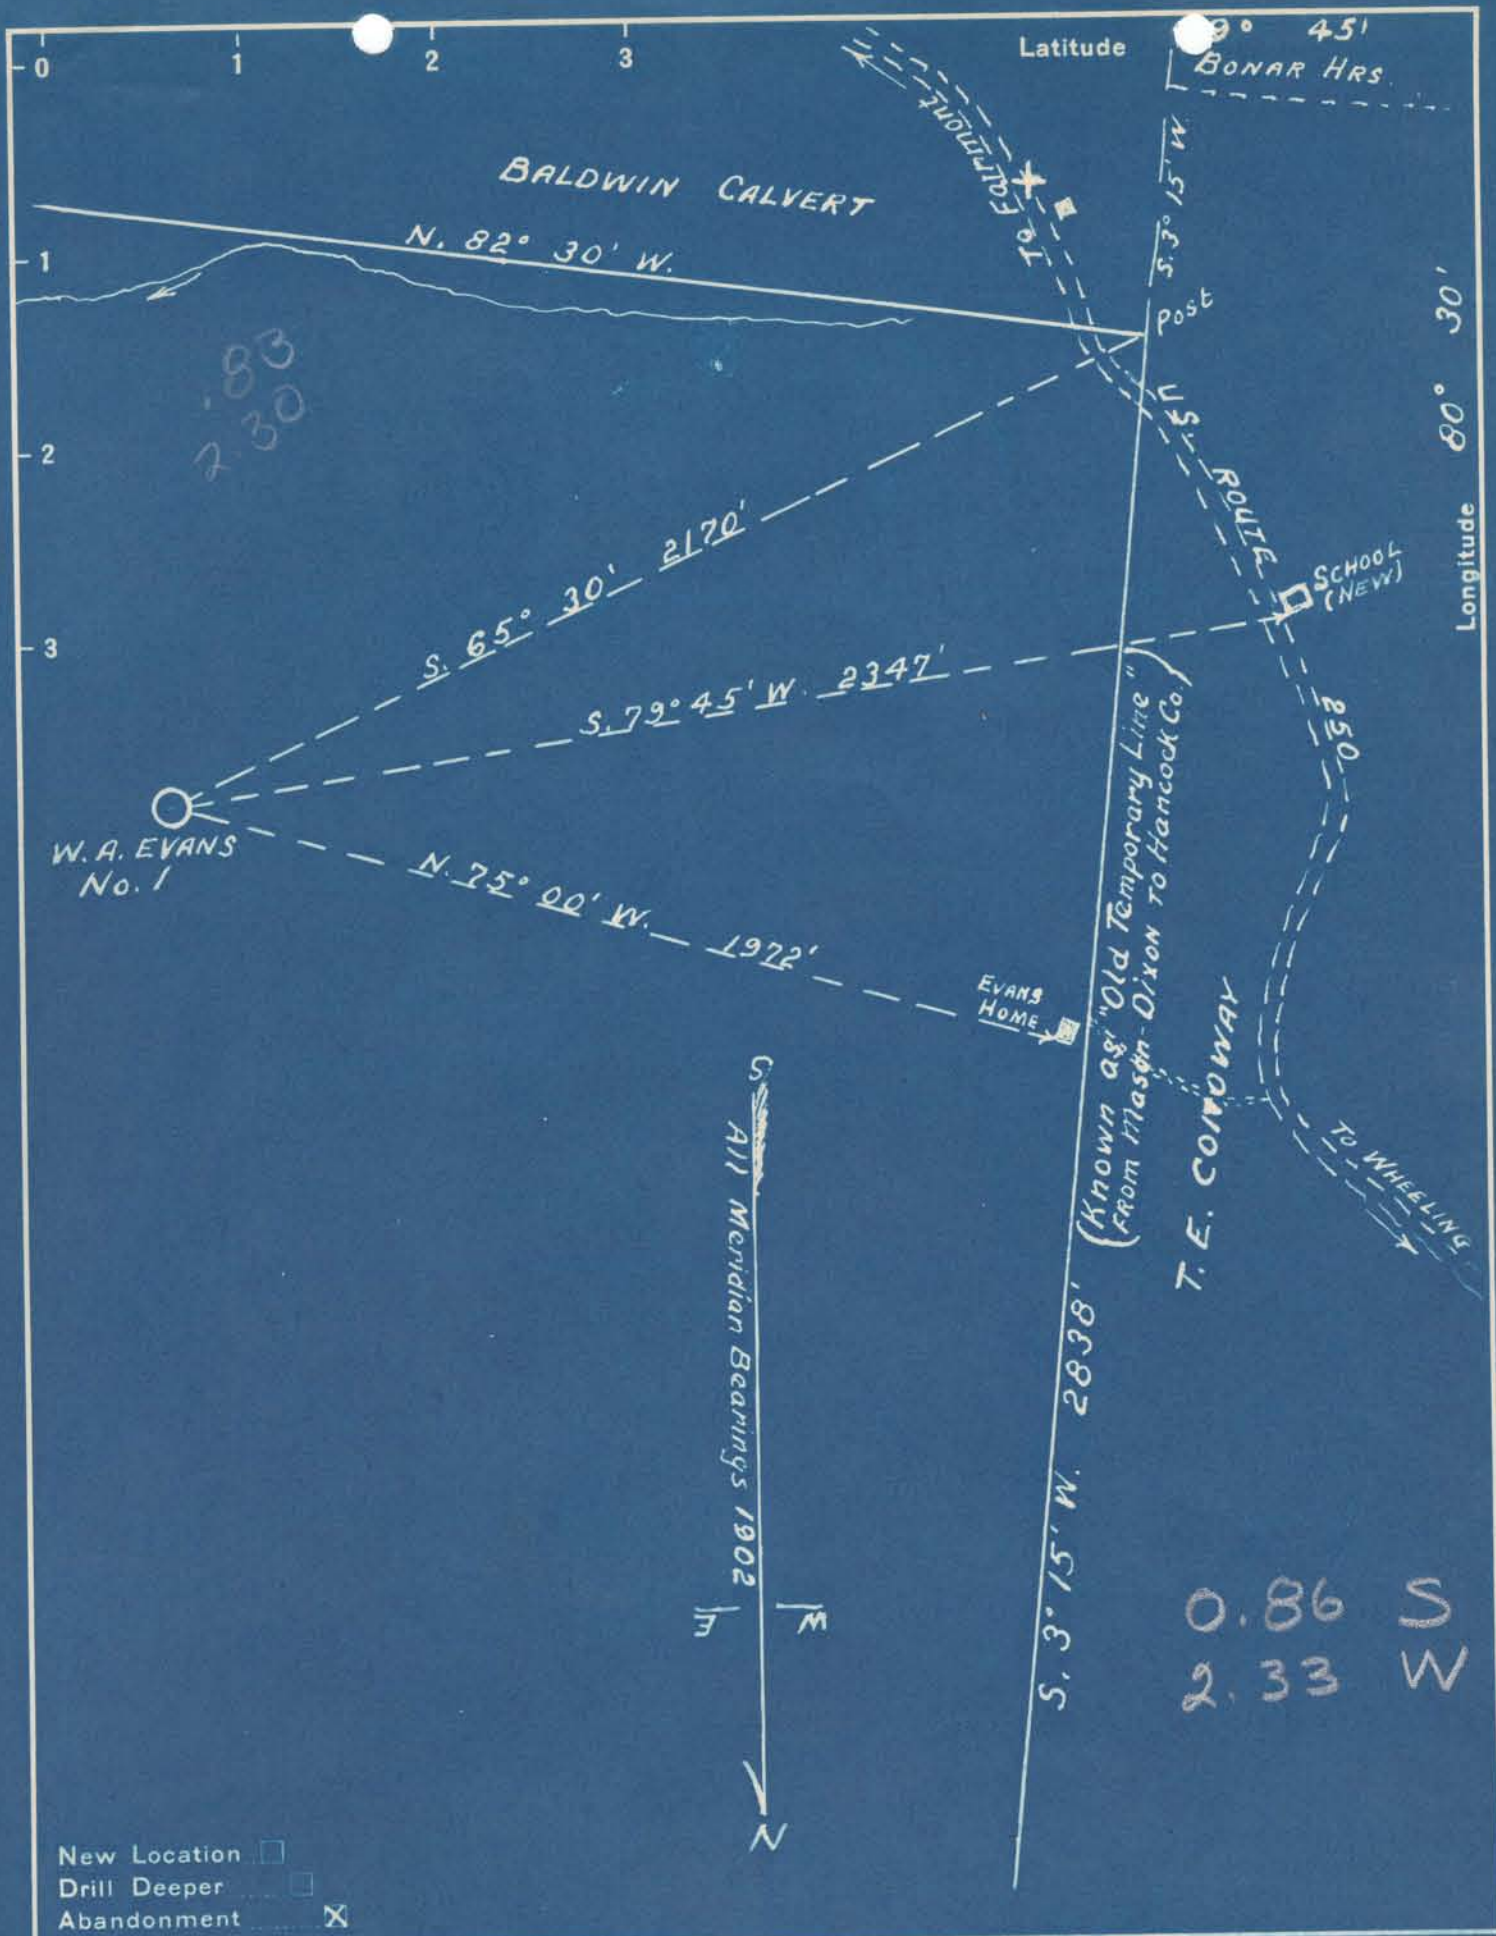 0 1 2 3
Latitude
9° 45'
BONAR HRS.
To Fairmont
BALDWIN CALVERT
N. 82° 30' W.
S. 3° 15' W
1
Post
80° 30'
Longitude
.83
2.30
2
U.S.
ROUTE
250
S. 65° 30' 2170'
SCHOOL
(NEW)
3
S. 79° 45' W. 2347'
W. A. EVANS
No. 1
N. 75° 00' W. 1972'
EVANS
HOME
(Known as "Old Temporary Line"
FROM Mason-Dixon TO Hancock Co.)
T. E. CONOWAY
TO WHEELING
S
All Meridian Bearings 1902
E W
N
S. 3° 15' W. 2838'
0.86 S
2.33 W
New Location
Drill Deeper
Abandonment X